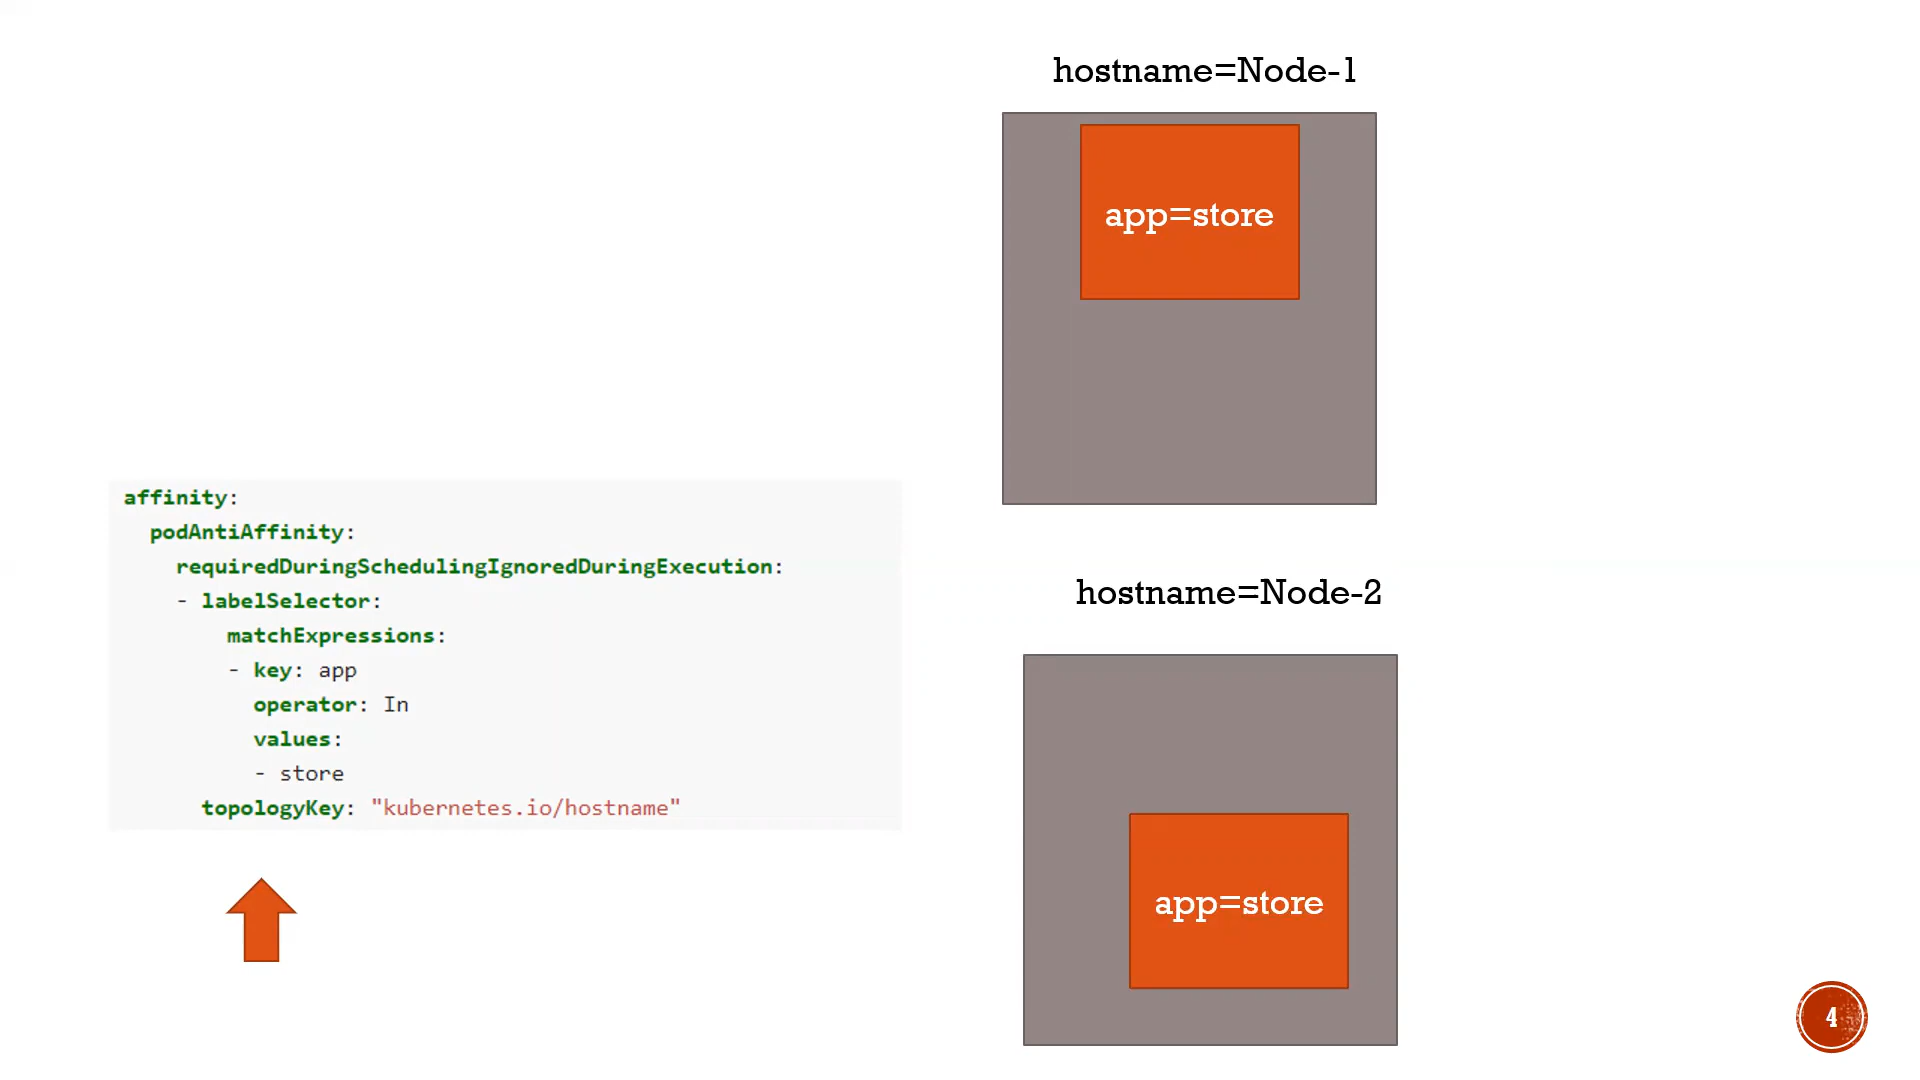 hostname=Node-1
app=store
affinity:
  podAntiAffinity:
    requiredDuringSchedulingIgnoredDuringExecution:
    - labelSelector:
        matchExpressions:
        - key: app
          operator: In
          values:
          - store
      topologyKey: "kubernetes.io/hostname"
hostname=Node-2
app=store
4